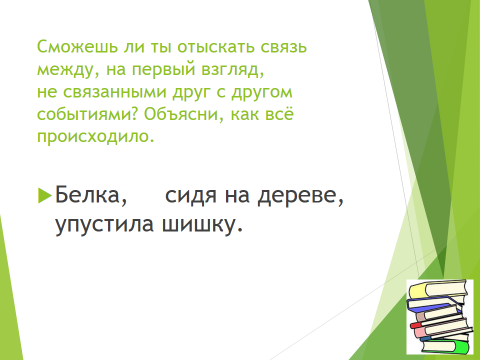 Сможешь ли ты отыскать связь
между, на первый взгляд,
не связанными друг с другом
событиями? Объясни, как всё
происходило.
Белка, сидя на дереве,
упустила шишку.